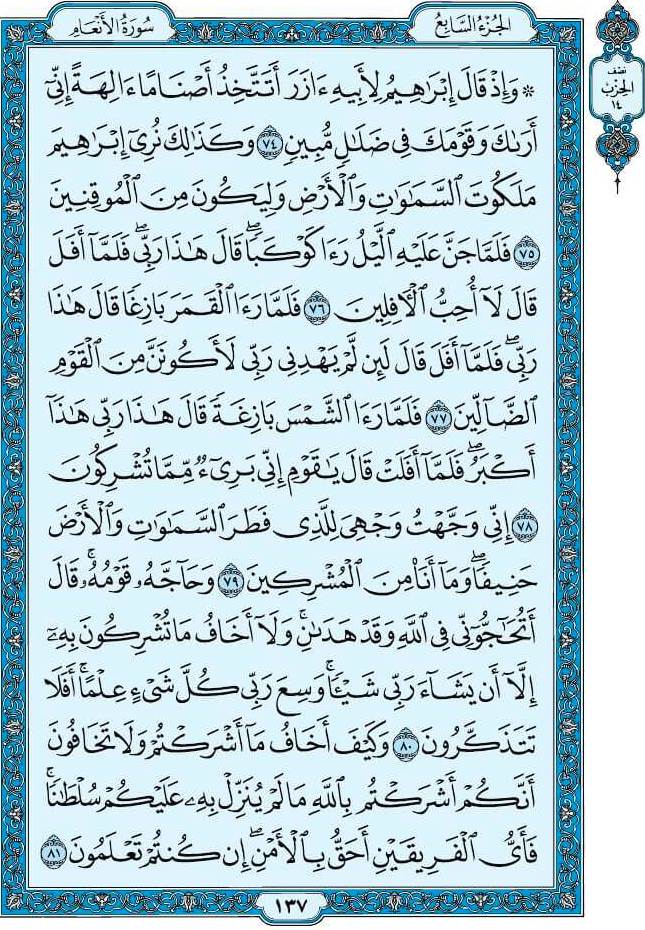 الجُزْءُ السَّابِعُ
سُورَةُ الأَنْعَامِ
نصف
الحِزْب
١٤
۞ وَإِذْ قَالَ إِبْرَٰهِيمُ لِأَبِيهِ ءَازَرَ أَتَتَّخِذُ أَصْنَامًا ءَالِهَةً إِنِّيٓ
أَرَىٰكَ وَقَوْمَكَ فِي ضَلَٰلٖ مُّبِينٖ ٧٤ وَكَذَٰلِكَ نُرِيٓ إِبْرَٰهِيمَ
مَلَكُوتَ ٱلسَّمَٰوَٰتِ وَٱلْأَرْضِ وَلِيَكُونَ مِنَ ٱلْمُوقِنِينَ
٧٥ فَلَمَّا جَنَّ عَلَيْهِ ٱلَّيْلُ رَءَا كَوْكَبٗاۖ قَالَ هَٰذَا رَبِّيۖ فَلَمَّآ أَفَلَ
قَالَ لَآ أُحِبُّ ٱلْأٓفِلِينَ ٧٦ فَلَمَّا رَءَا ٱلْقَمَرَ بَازِغٗا قَالَ هَٰذَا
رَبِّيۖ فَلَمَّآ أَفَلَ قَالَ لَئِن لَّمْ يَهْدِنِي رَبِّي لَأَكُونَنَّ مِنَ ٱلْقَوْمِ
ٱلضَّآلِّينَ ٧٧ فَلَمَّا رَءَا ٱلشَّمْسَ بَازِغَةٗ قَالَ هَٰذَا رَبِّي هَٰذَآ
أَكْبَرُۖ فَلَمَّآ أَفَلَتْ قَالَ يَٰقَوْمِ إِنِّي بَرِيٓءٞ مِّمَّا تُشْرِكُونَ
٧٨ إِنِّي وَجَّهْتُ وَجْهِيَ لِلَّذِي فَطَرَ ٱلسَّمَٰوَٰتِ وَٱلْأَرْضَ
حَنِيفٗاۖ وَمَآ أَنَا۠ مِنَ ٱلْمُشْرِكِينَ ٧٩ وَحَآجَّهُۥ قَوْمُهُۥۚ قَالَ
أَتُحَٰٓجُّوٓنِّي فِي ٱللَّهِ وَقَدْ هَدَىٰنِۚ وَلَآ أَخَافُ مَا تُشْرِكُونَ بِهِۦٓ
إِلَّآ أَن يَشَآءَ رَبِّي شَيْـٔٗاۚ وَسِعَ رَبِّي كُلَّ شَيْءٍ عِلْمًاۚ أَفَلَا
تَتَذَكَّرُونَ ٨٠ وَكَيْفَ أَخَافُ مَآ أَشْرَكْتُمْ وَلَا تَخَافُونَ
أَنَّكُمْ أَشْرَكْتُم بِٱللَّهِ مَا لَمْ يُنَزِّلْ بِهِۦ عَلَيْكُمْ سُلْطَٰنٗاۚ
فَأَيُّ ٱلْفَرِيقَيْنِ أَحَقُّ بِٱلْأَمْنِۖ إِن كُنتُمْ تَعْلَمُونَ ٨١
١٣٧